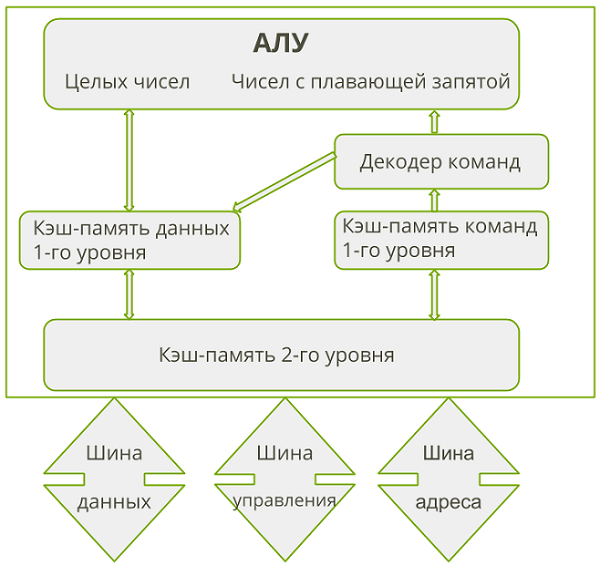 АЛУ
Целых чисел Чисел с плавающей запятой
Декодер команд
Кэш-память данных
1-го уровня
Кэш-память команд
1-го уровня
Кэш-память 2-го уровня
Шина
данных
Шина
управления
Шина
адреса